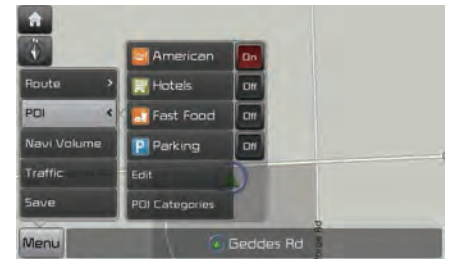 American On
Hotels Off
Fast Food Off
P Parking Off
Edit
POI Categories
Route >
POI <
Navi Volume
Traffic
Save
Menu
Geddes Rd
Rd